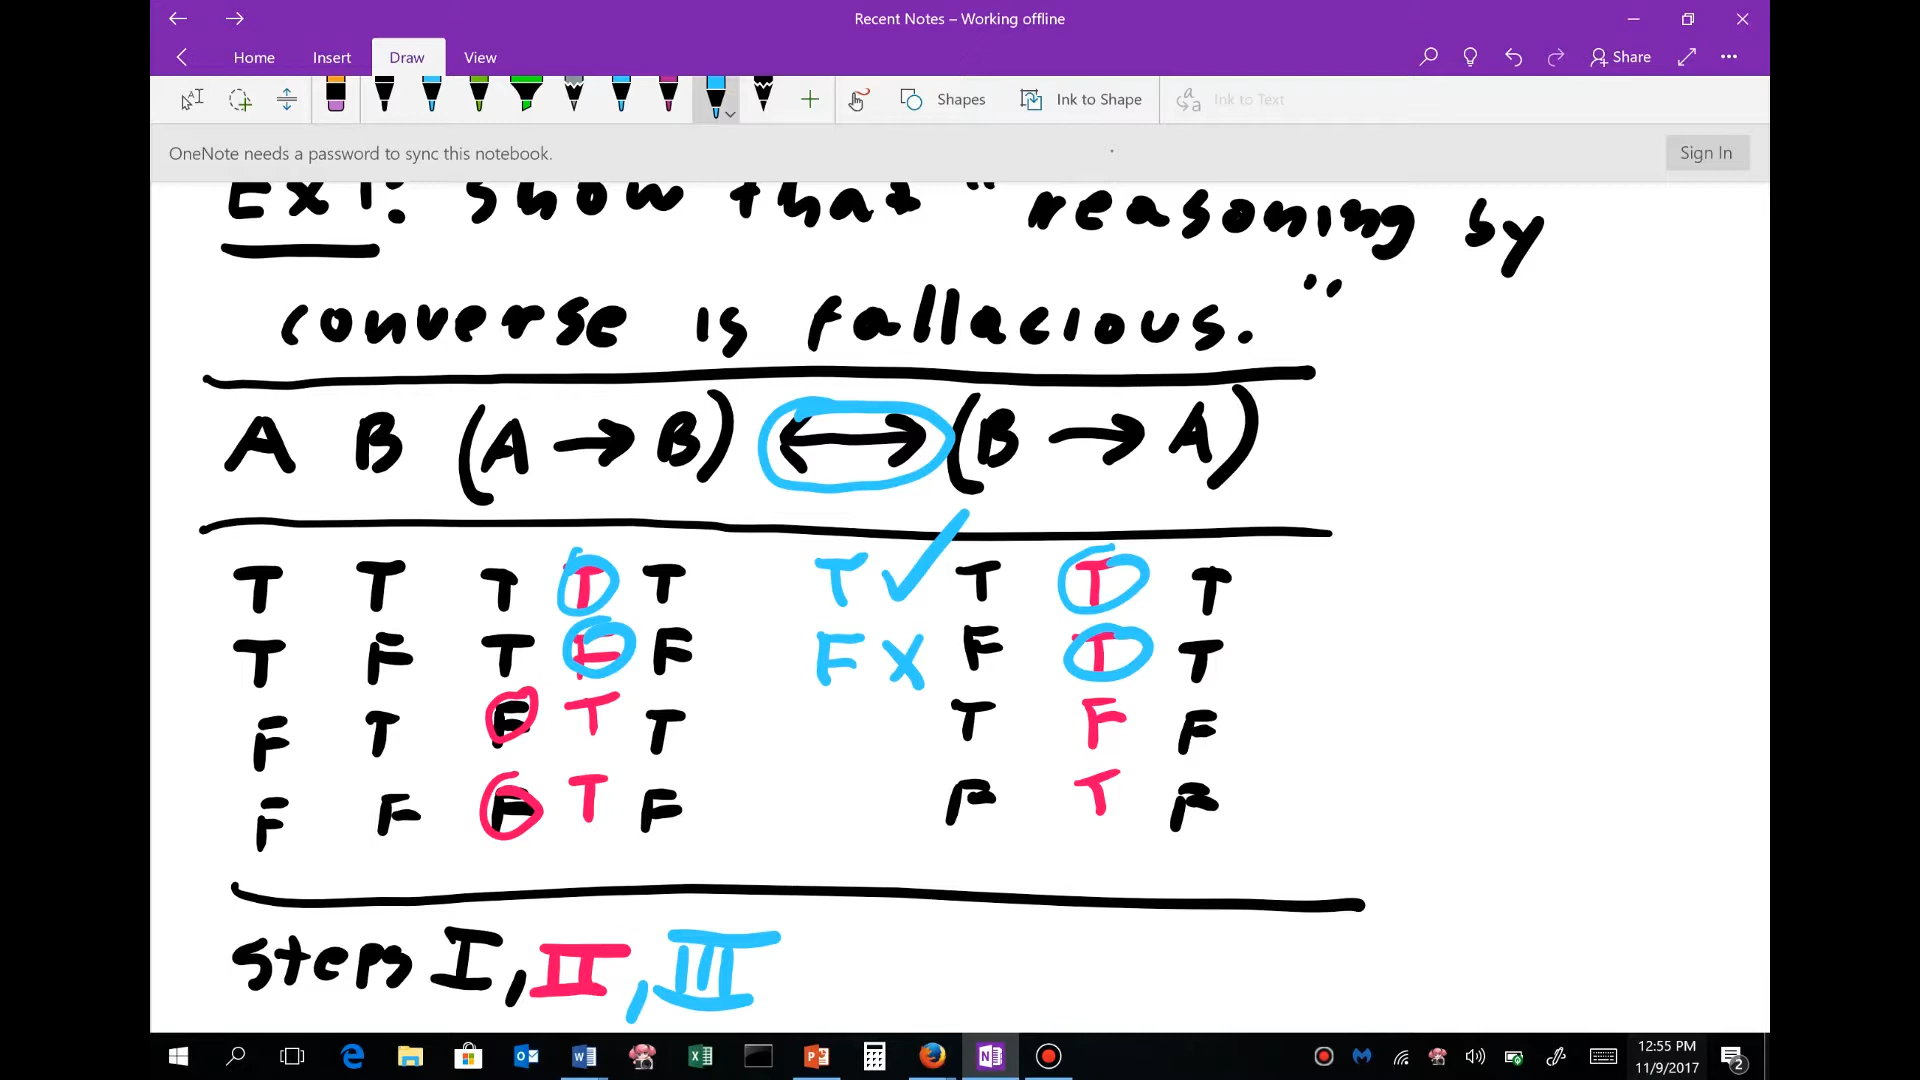 Recent Notes – Working offline
Home Insert Draw View Share
Shapes Ink to Shape Ink to Text
OneNote needs a password to sync this notebook. Sign In
EX1: Show that "reasoning by
converse is fallacious."
A B (A → B) ↔ (B → A)
T T T T T T ✓ T T T
T F T F F F X F T T
F T F T T T F F
F F F T F F T F
steps I, II, III
12:55 PM
11/9/2017
2